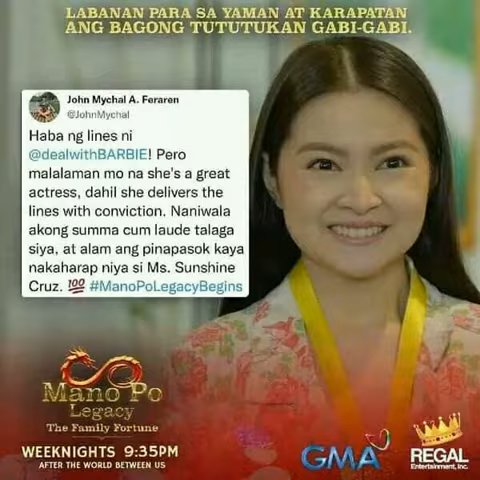 LABANAN PARA SA YAMAN AT KARAPATAN
ANG BAGONG TUTUTUKAN GABI-GABI.
John Mychal A. Feraren
@JohnMychal
Haba ng lines ni
@dealwithBARBIE! Pero
malalaman mo na she's a great
actress, dahil she delivers the
lines with conviction. Naniwala
akong summa cum laude talaga
siya, at alam ang pinapasok kaya
nakaharap niya si Ms. Sunshine
Cruz. 💯 #ManoPoLegacyBegins
Mano Po
Legacy
The Family Fortune
WEEKNIGHTS 9:35PM
AFTER THE WORLD BETWEEN US
GMA
REGAL
Entertainment, Inc.